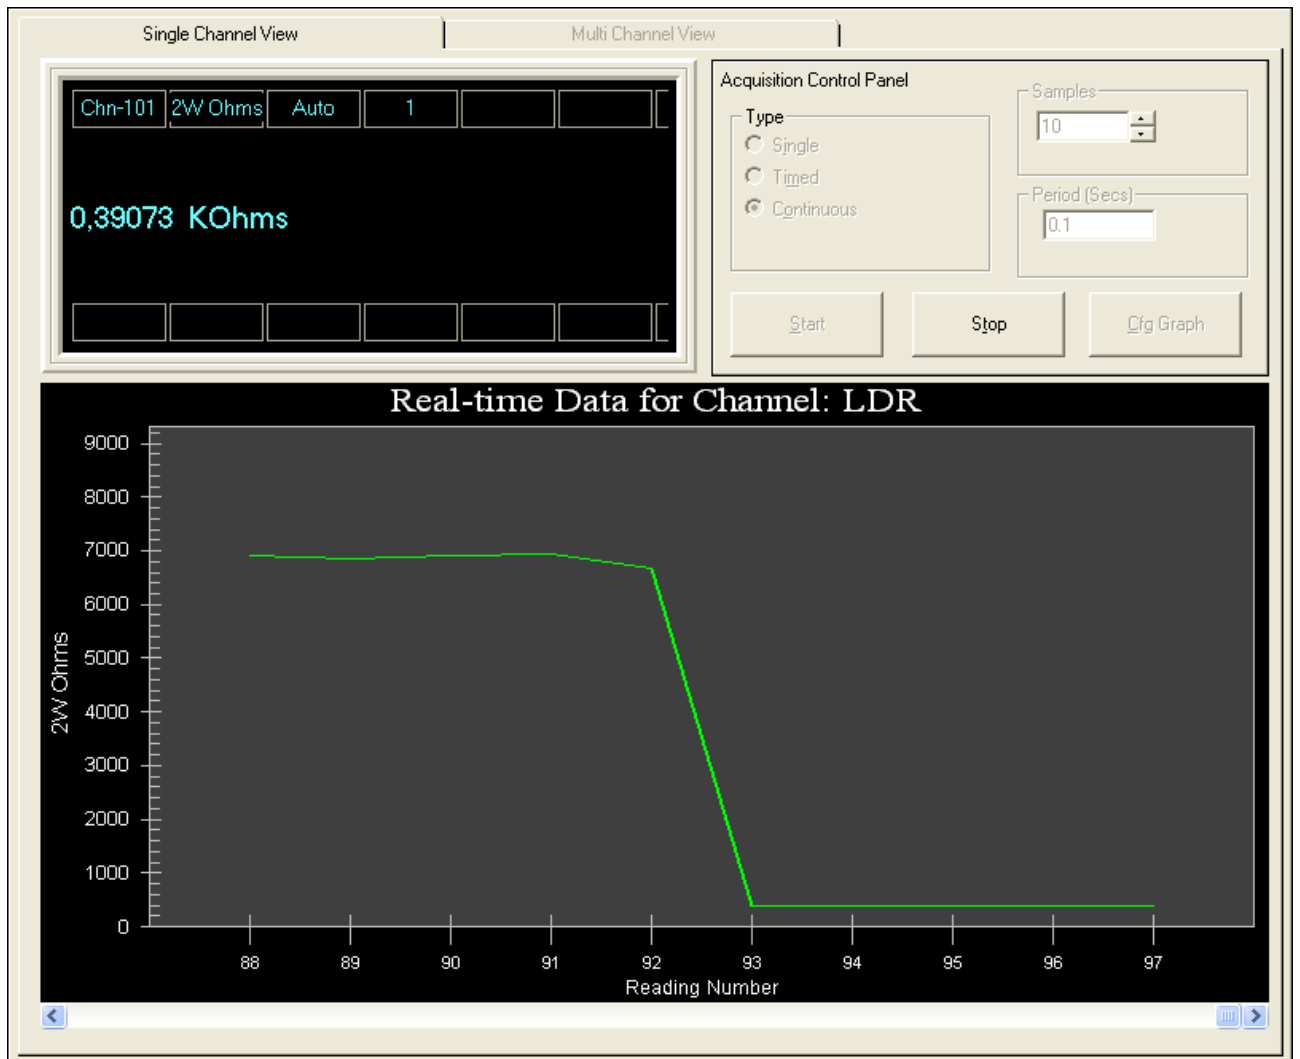 Single Channel View
Multi Channel View
Chn-101 2W Ohms Auto 1
0,39073 KOhms
Acquisition Control Panel
Type
Single
Timed
Continuous
Samples
10
Period (Secs)
0.1
Start
Stop
Cfg Graph
Real-time Data for Channel: LDR
9000
8000
7000
6000
5000
4000
3000
2000
1000
0
2W Ohms
88 89 90 91 92 93 94 95 96 97
Reading Number